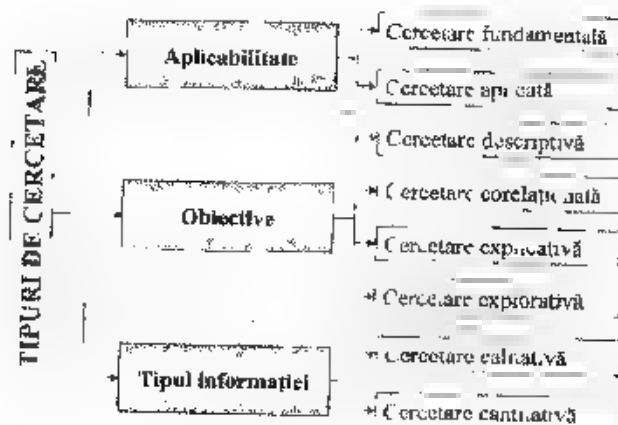 TIPURI DE CERCETARE
Aplicabilitate
Cercetare fundamentală
Cercetare aplicată
Obiective
Cercetare descriptivă
Cercetare corelațională
Cercetare explicativă
Cercetare explorativă
Tipul informației
Cercetare calitativă
Cercetare cantitativă